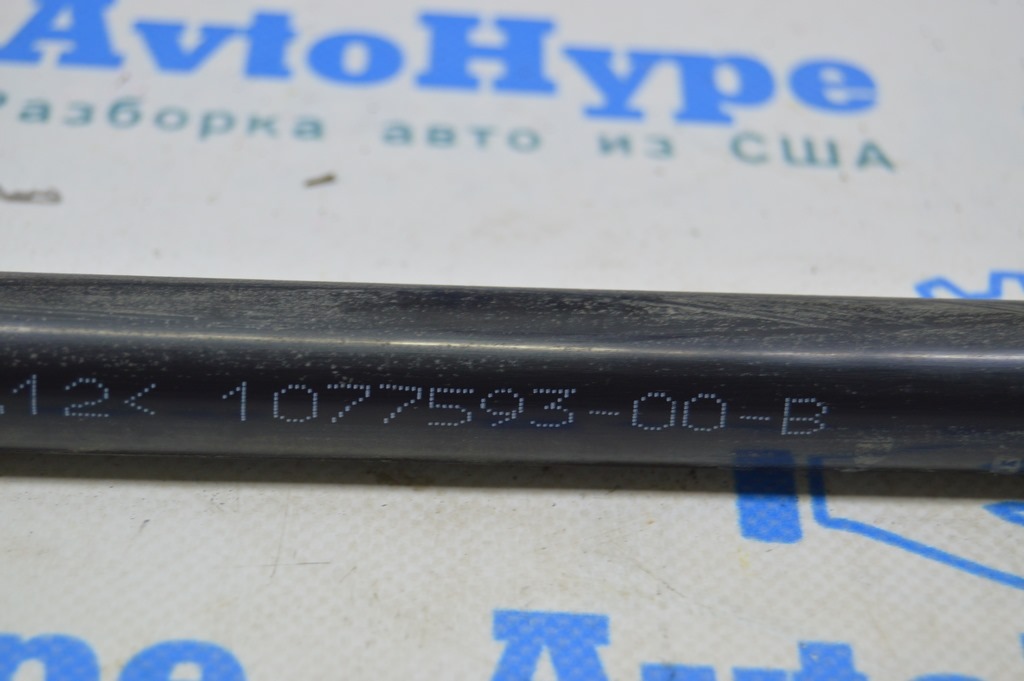 AvtoHype
Разборка авто из США
.12< 1077593-00-B